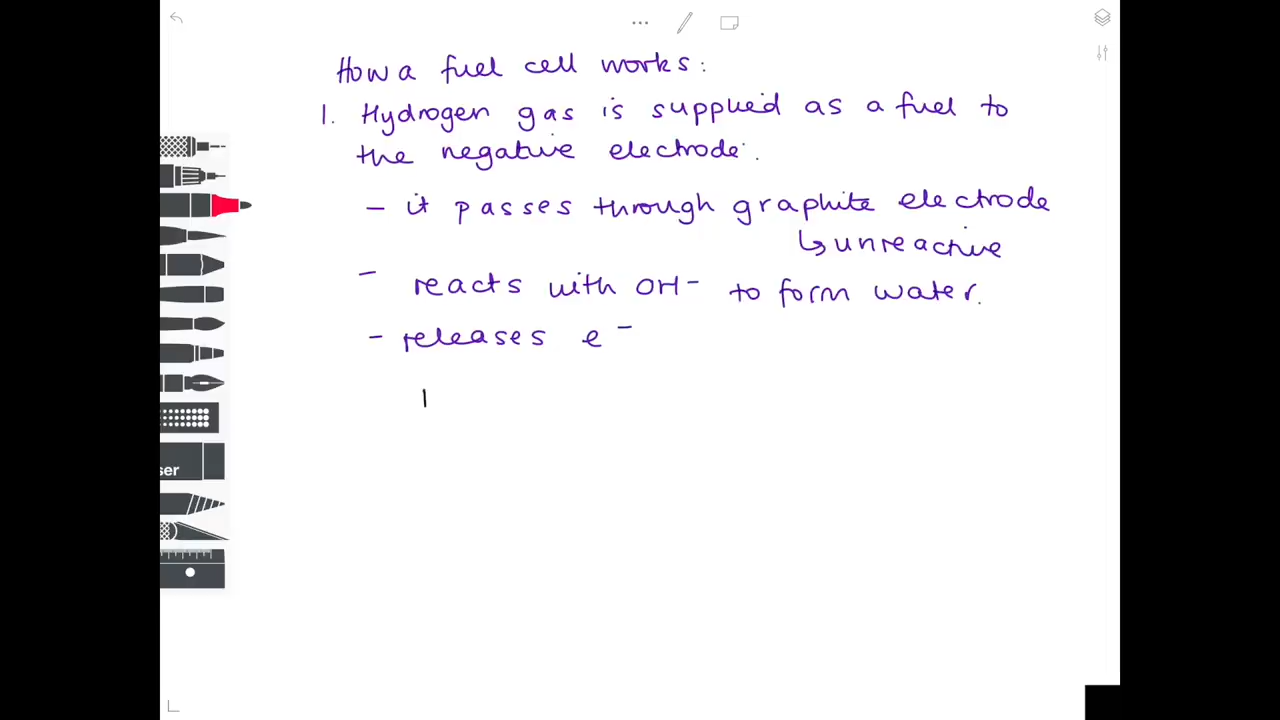 How a fuel cell works:
1. Hydrogen gas is supplied as a fuel to
the negative electrode.
- it passes through graphite electrode
↳ unreactive
- reacts with OH- to form water.
- releases e-
ser